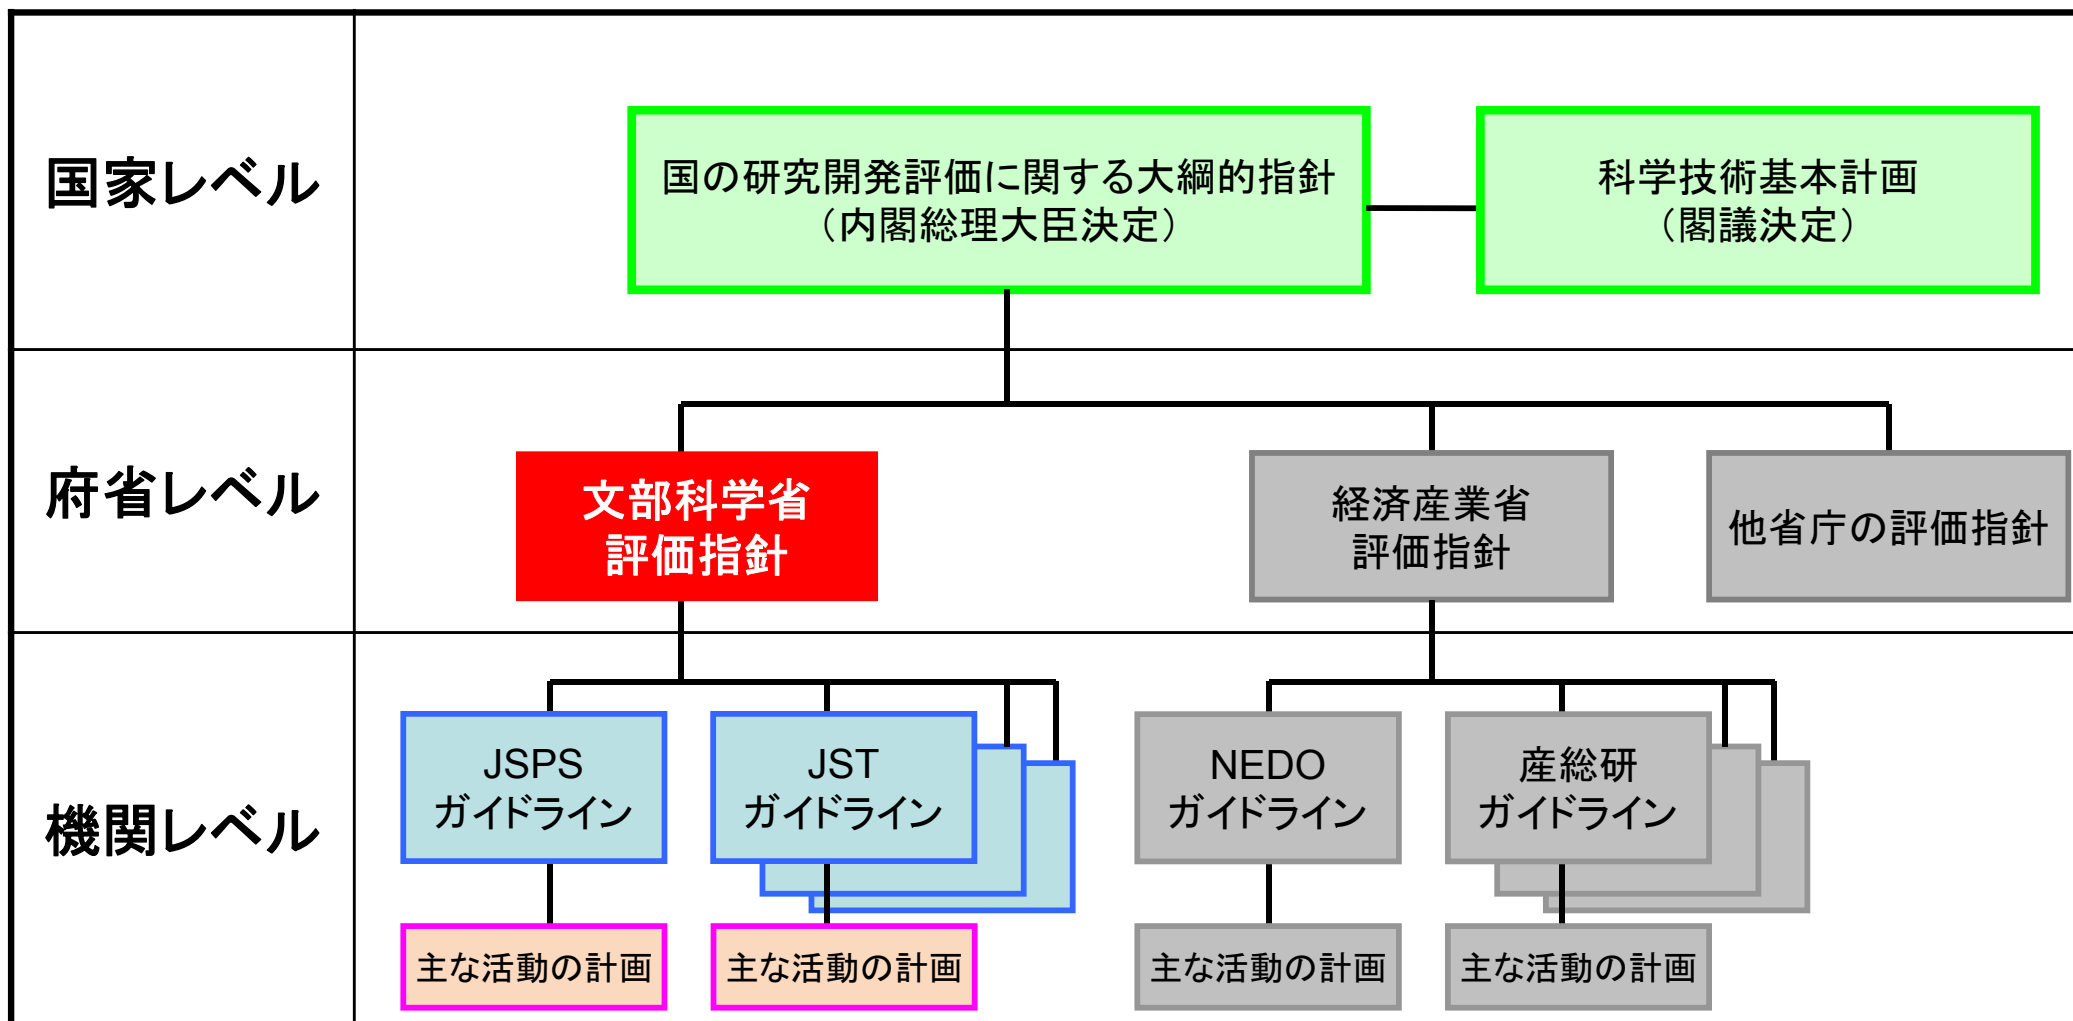 国家レベル
国の研究開発評価に関する大綱的指針
（内閣総理大臣決定）
科学技術基本計画
（閣議決定）
府省レベル
文部科学省
評価指針
経済産業省
評価指針
他省庁の評価指針
機関レベル
JSPS
ガイドライン
JST
ガイドライン
NEDO
ガイドライン
産総研
ガイドライン
主な活動の計画
主な活動の計画
主な活動の計画
主な活動の計画